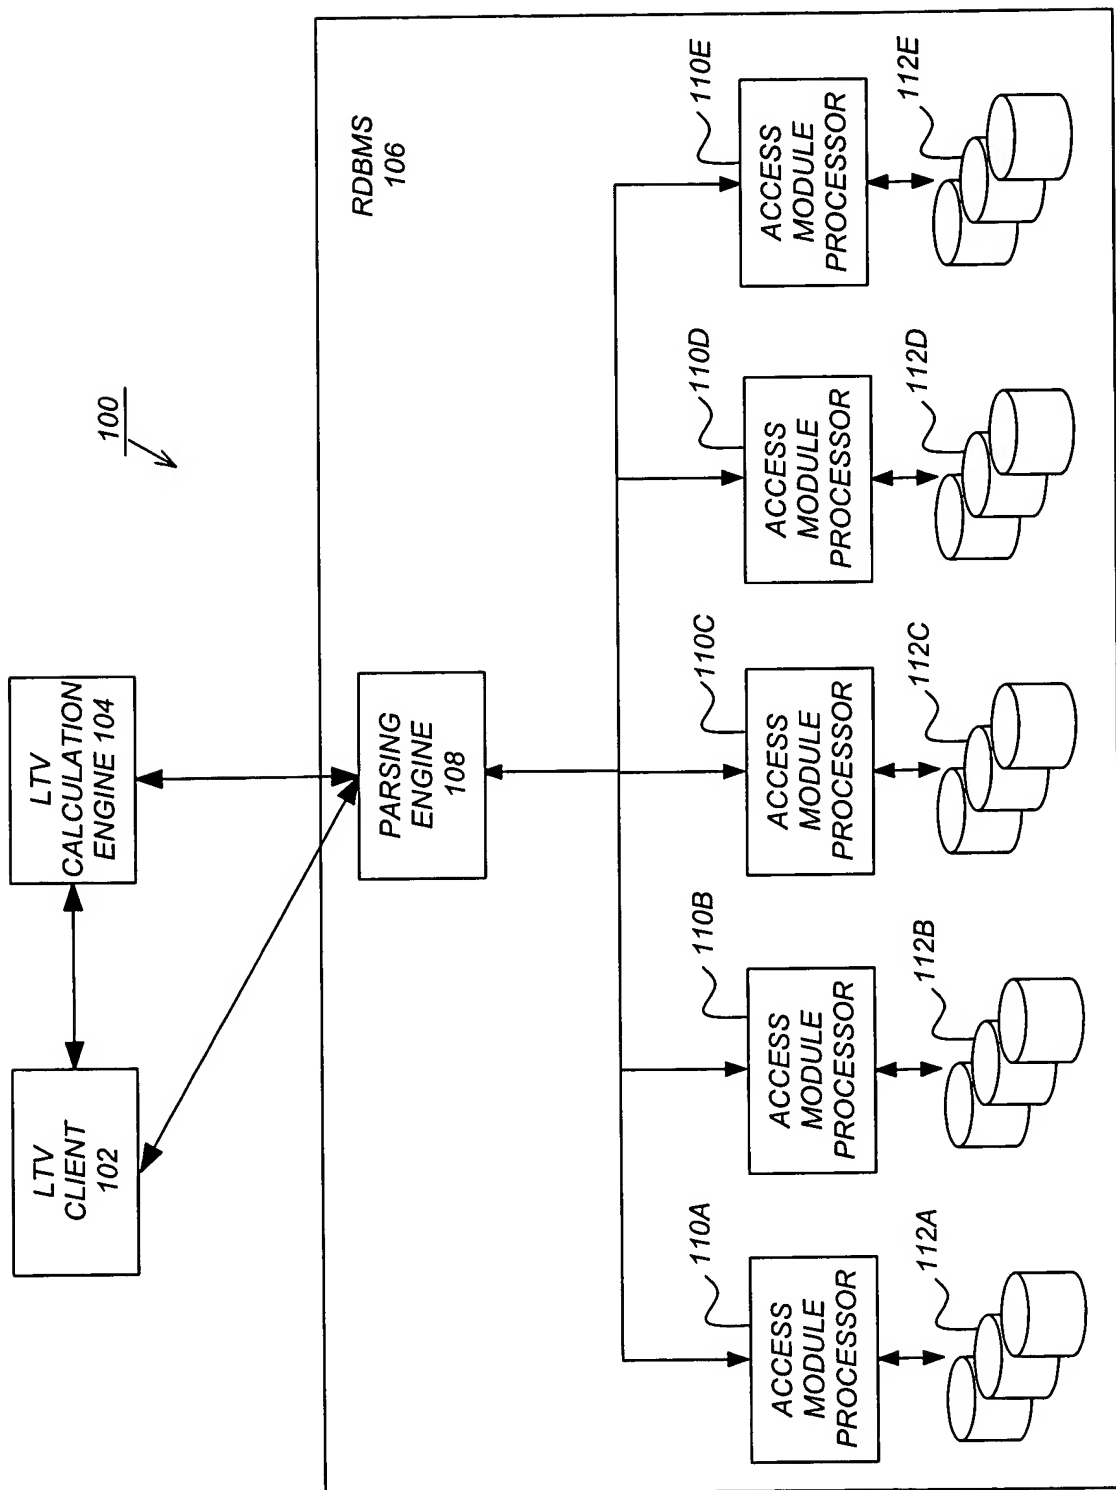 100
LTV
CLIENT
102
LTV
CALCULATION
ENGINE 104
RDBMS
106
PARSING
ENGINE
108
110A
ACCESS
MODULE
PROCESSOR
112A
110B
ACCESS
MODULE
PROCESSOR
112B
110C
ACCESS
MODULE
PROCESSOR
112C
110D
ACCESS
MODULE
PROCESSOR
112D
110E
ACCESS
MODULE
PROCESSOR
112E